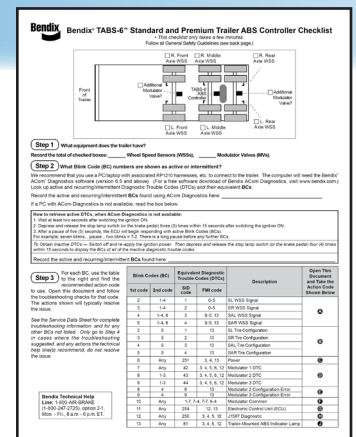 Bendix
Bendix® TABS-6™ Standard and Premium Trailer ABS Controller Checklist
• This checklist only takes a few minutes.
Follow all General Safety Guidelines (see back page.)
R. Front Axle WSS
R. Middle Axle WSS
R. Rear Axle WSS
Front of Trailer
Additional Modulator Valve?
TABS-6 ABS Controller
Additional Modulator Valve?
L. Front Axle WSS
L. Middle Axle WSS
L. Rear Axle WSS
Step 1 What equipment does the trailer have?
Record the total of checked boxes: ______ Wheel Speed Sensors (WSSs), ______ Modulator Valves (MVs).
Step 2 What Blink Code (BC) numbers are shown as active or intermittent?
We recommend that you use a PC/laptop with associated RP1210 harnesses, etc. to connect to the trailer. The computer will need the Bendix®
ACom® Diagnostics software (version 6.5 and above). (For a free software download of Bendix ACom Diagnostics, visit www.bendix.com.)
Look up active and recurring/intermittent Diagnostic Trouble Codes (DTCs) and their equivalent BCs.
Record the active and recurring/intermittent BCs found using ACom Diagnostics here:
If a PC with ACom Diagnostics is not available, read the box below.
How to retrieve active DTCs, when ACom Diagnostics is not available:
1. Wait at least two seconds after switching the ignition ON.
2. Depress and release the stop lamp switch (or the brake pedal) three (3) times within 15 seconds after switching the ignition ON.
3. After a pause of five (5) seconds, the ECU will begin responding with active Blink Codes (BCs).
For example, seven blinks.. pause .. two blinks = 7-2. There is a long pause before any further BCs.
To Obtain Inactive DTCs — Switch off and re-apply the ignition power. Then depress and release the stop lamp switch (or the brake pedal) four (4) times
within 15 seconds to display the BCs of all of the inactive diagnostic trouble codes.
Record the active and recurring/intermittent BCs found here:
Step 3 For each BC, use the table
to the right and find the
recommended action code
to use. Open this document and follow
the troubleshooting charges for that code.
The actions shown will typically resolve
the issue.
See the Service Data Sheet for complete
troubleshooting information, and for any
other BCs not listed. Only go to Step 4
in cases where the troubleshooting
suggested, and any actions the technical
help line(s) recommend, do not resolve
the issue.
Bendix Technical Help
Line: 1-800-AIR-BRAKE
(1-800-247-2725), option 2-1,
Mon. - Fri., 8 a.m. - 6 p.m. ET.
Blink Codes (BC) Equivalent Diagnostic Trouble Codes (DTCs) Description Open This Document and Take the Action Code Shown Below
1st code 2nd code SID code FMI code
2 1-4 1 0-5 SL WSS Signal
3 1-4 2 0-5 SR WSS Signal A
4 1-4, 8 3 0-5, 13 SAL WSS Signal
5 1-4, 8 4 0-5, 13 SAR WSS Signal
2 5 1 13 SL Tire Configuration
3 5 2 13 SR Tire Configuration B
4 5 3 13 SAL Tire Configuration
5 5 4 13 SAR Tire Configuration
6 Any 251 3, 4, 13 Power C
7 Any 42 3, 4, 5, 6, 12 Modulator 1 DTC
8 1-3 43 3, 4, 5, 6, 12 Modulator 2 DTC D
9 1-3 44 3, 4, 5, 6, 12 Modulator 3 DTC
8 4 8 13 Modulator 2 Configuration Error E
9 4 9 13 Modulator 3 Configuration Error
10 Any 1-7, 7-4, 7-7, 8-4 Modulator Common F
11 Any 254 12, 13 Electronic Control Unit (ECU) G
12 Any 250 3, 4, 5, 12 J1587 Diagnostic H
13 Any 81 3, 4, 5, 12 Trailer-Mounted ABS Indicator Lamp J